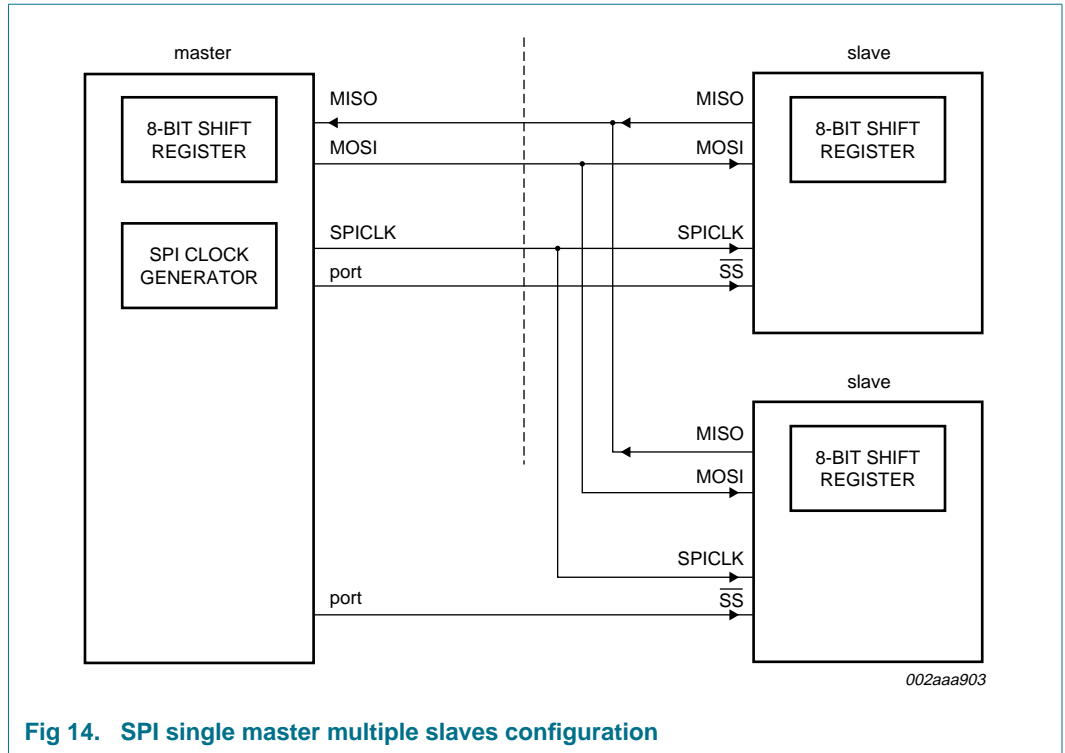 master
slave
MISO
MISO
8-BIT SHIFT
REGISTER
8-BIT SHIFT
REGISTER
MOSI
MOSI
SPICLK
SPICLK
SPI CLOCK
GENERATOR
port
S̅S̅
slave
MISO
8-BIT SHIFT
REGISTER
MOSI
SPICLK
port
S̅S̅
002aaa903
Fig 14. SPI single master multiple slaves configuration